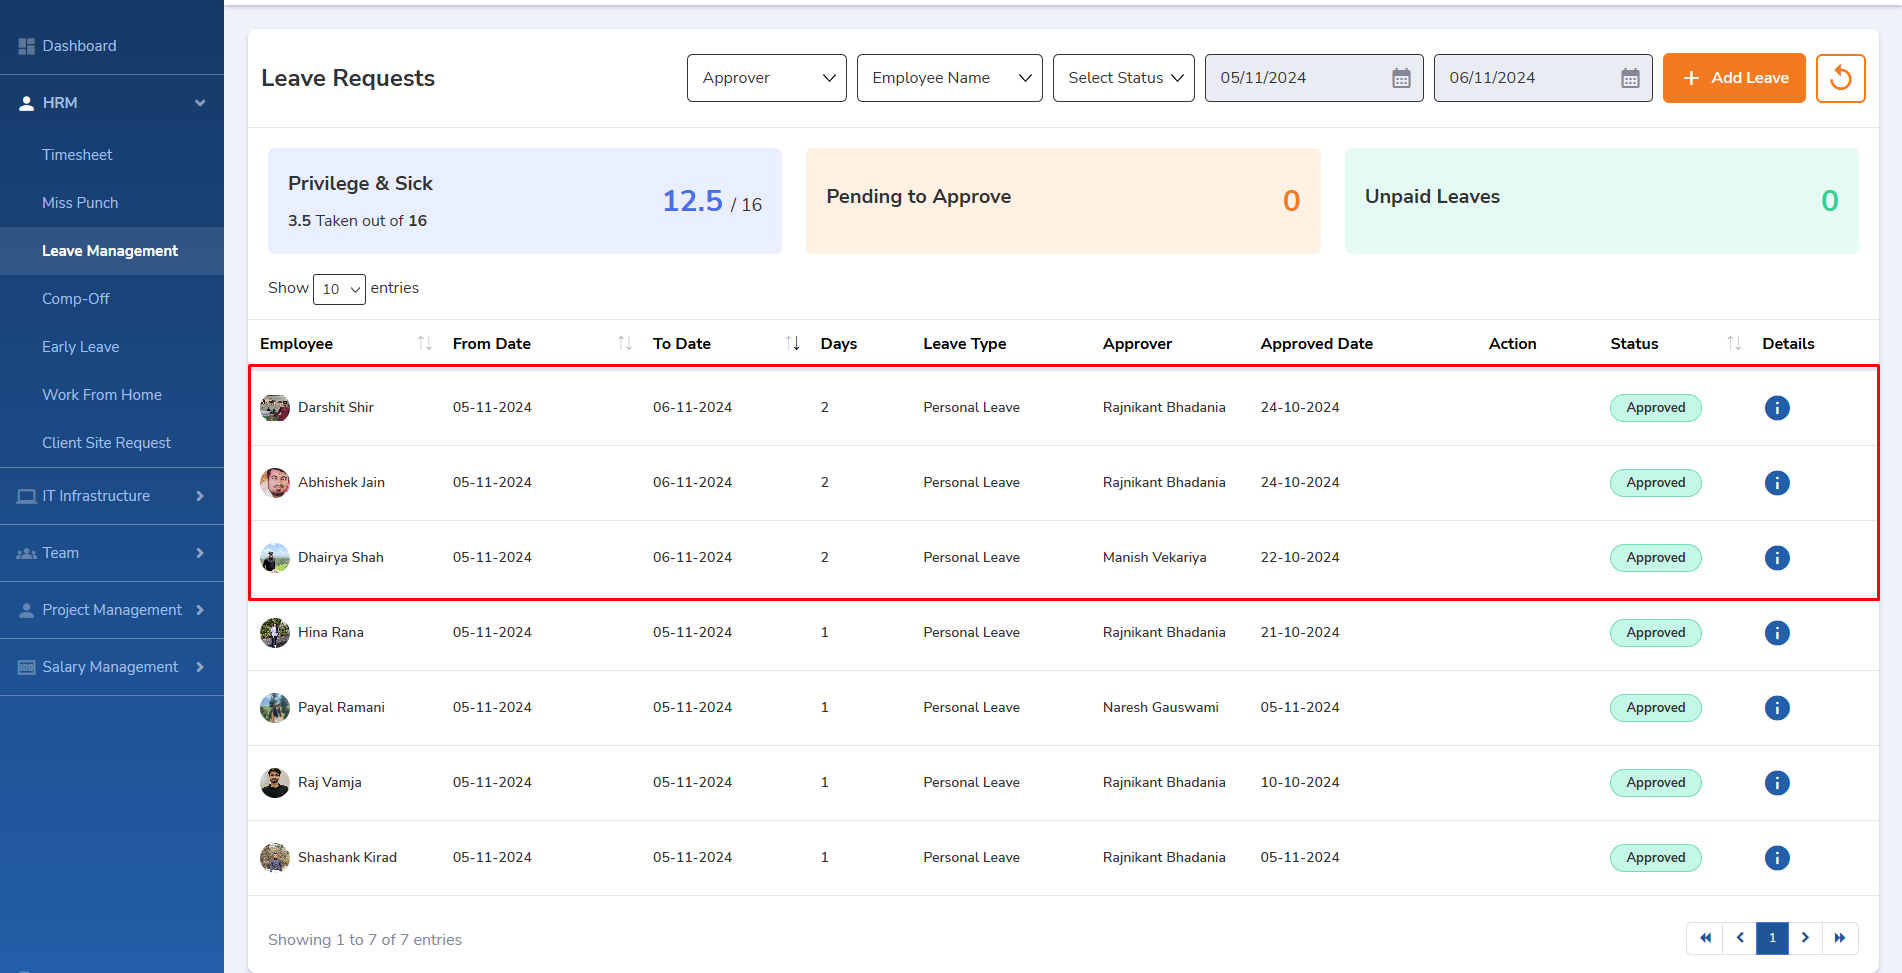 Dashboard
HRM
Timesheet
Miss Punch
Leave Management
Comp-Off
Early Leave
Work From Home
Client Site Request
IT Infrastructure
Team
Project Management
Salary Management
Leave Requests
Approver
Employee Name
Select Status
05/11/2024
06/11/2024
+ Add Leave
Privilege & Sick
3.5 Taken out of 16
12.5 / 16
Pending to Approve
0
Unpaid Leaves
0
Show 10 entries
Employee From Date To Date Days Leave Type Approver Approved Date Action Status Details
Darshit Shir 05-11-2024 06-11-2024 2 Personal Leave Rajnikant Bhadania 24-10-2024 Approved
Abhishek Jain 05-11-2024 06-11-2024 2 Personal Leave Rajnikant Bhadania 24-10-2024 Approved
Dhairya Shah 05-11-2024 06-11-2024 2 Personal Leave Manish Vekariya 22-10-2024 Approved
Hina Rana 05-11-2024 05-11-2024 1 Personal Leave Rajnikant Bhadania 21-10-2024 Approved
Payal Ramani 05-11-2024 05-11-2024 1 Personal Leave Naresh Gauswami 05-11-2024 Approved
Raj Vamja 05-11-2024 05-11-2024 1 Personal Leave Rajnikant Bhadania 10-10-2024 Approved
Shashank Kirad 05-11-2024 05-11-2024 1 Personal Leave Rajnikant Bhadania 05-11-2024 Approved
Showing 1 to 7 of 7 entries
1